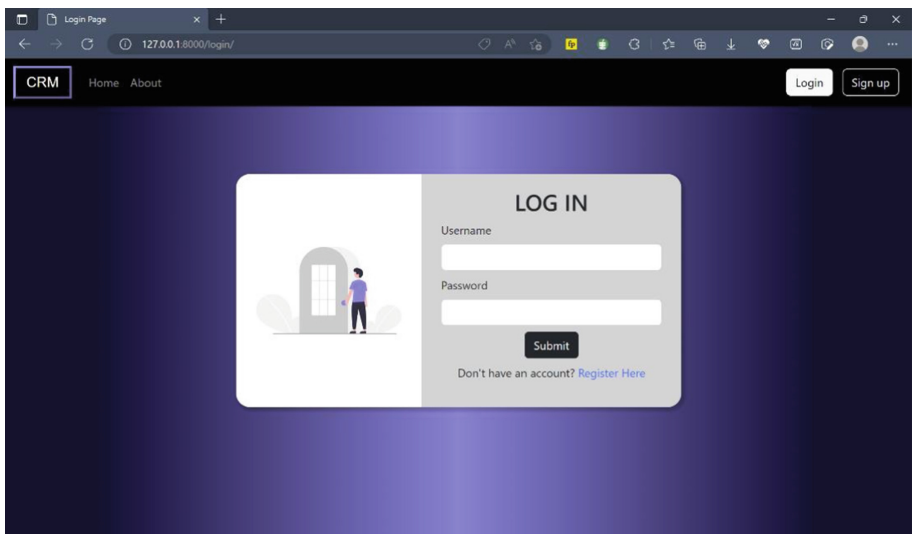 Login Page
127.0.0.1:8000/login/
CRM Home About Login Sign up
LOG IN
Username
Password
Submit
Don't have an account? Register Here